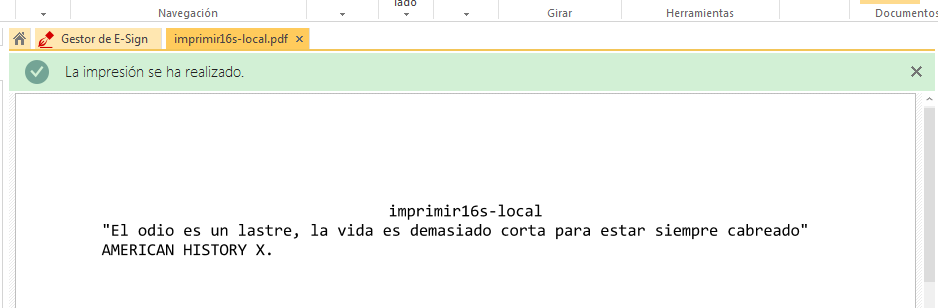 lado
Navegación
Girar
Herramientas
Documentos
Gestor de E-Sign
imprimir16s-local.pdf
La impresión se ha realizado.
imprimir16s-local
"El odio es un lastre, la vida es demasiado corta para estar siempre cabreado"
AMERICAN HISTORY X.